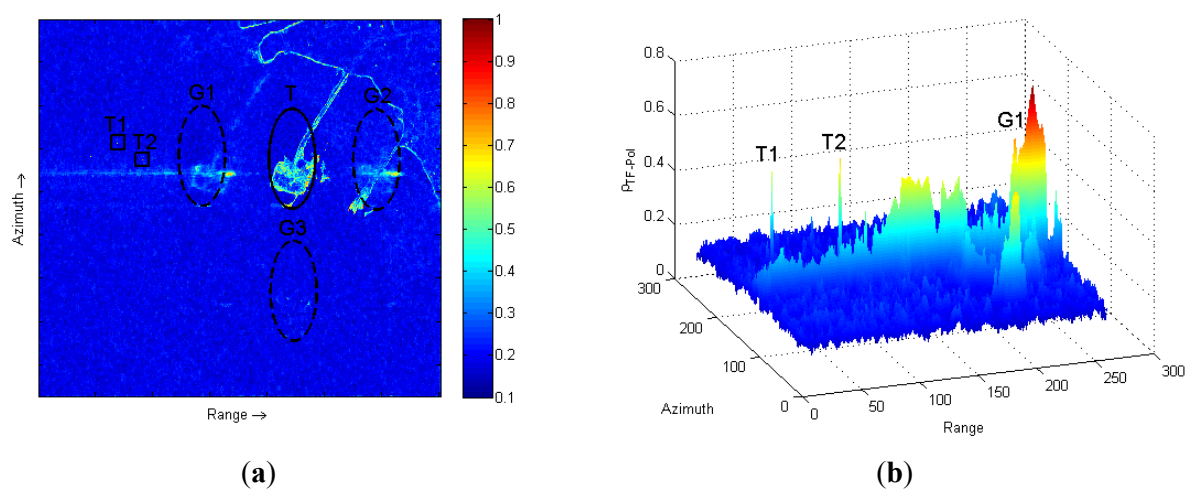 G1
T
G2
T1
T2
G3
Azimuth →
Range →
1
0.9
0.8
0.7
0.6
0.5
0.4
0.3
0.2
0.1
(a)
0.8
0.6
0.4
0.2
0
ρTF-Pol
T1
T2
G1
300
200
100
0
Azimuth
0
50
100
150
200
250
300
Range
(b)